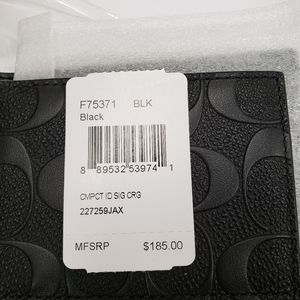 F75371 BLK
Black
8 89532 53974 1
CMPCT ID SIG CRG
227259JAX
MFSRP $185.00